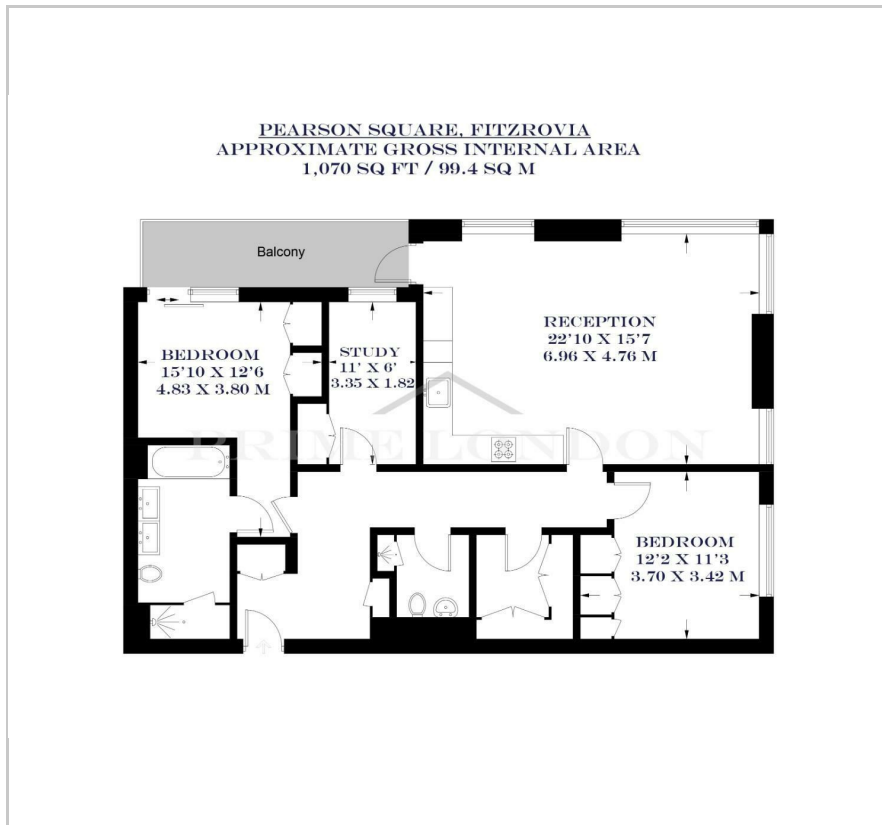 PEARSON SQUARE, FITZROVIA
APPROXIMATE GROSS INTERNAL AREA
1,070 SQ FT / 99.4 SQ M
Balcony
RECEPTION
22'10 X 15'7
6.96 X 4.76 M
BEDROOM
15'10 X 12'6
4.83 X 3.80 M
STUDY
11' X 6'
3.35 X 1.82
PRIME LONDON
BEDROOM
12'2 X 11'3
3.70 X 3.42 M